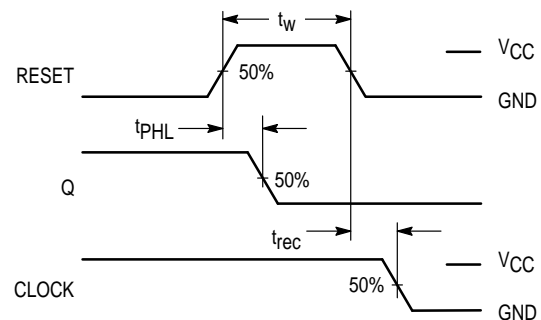 tw
VCC
RESET
50%
GND
tPHL
50%
Q
trec
VCC
50%
CLOCK
GND